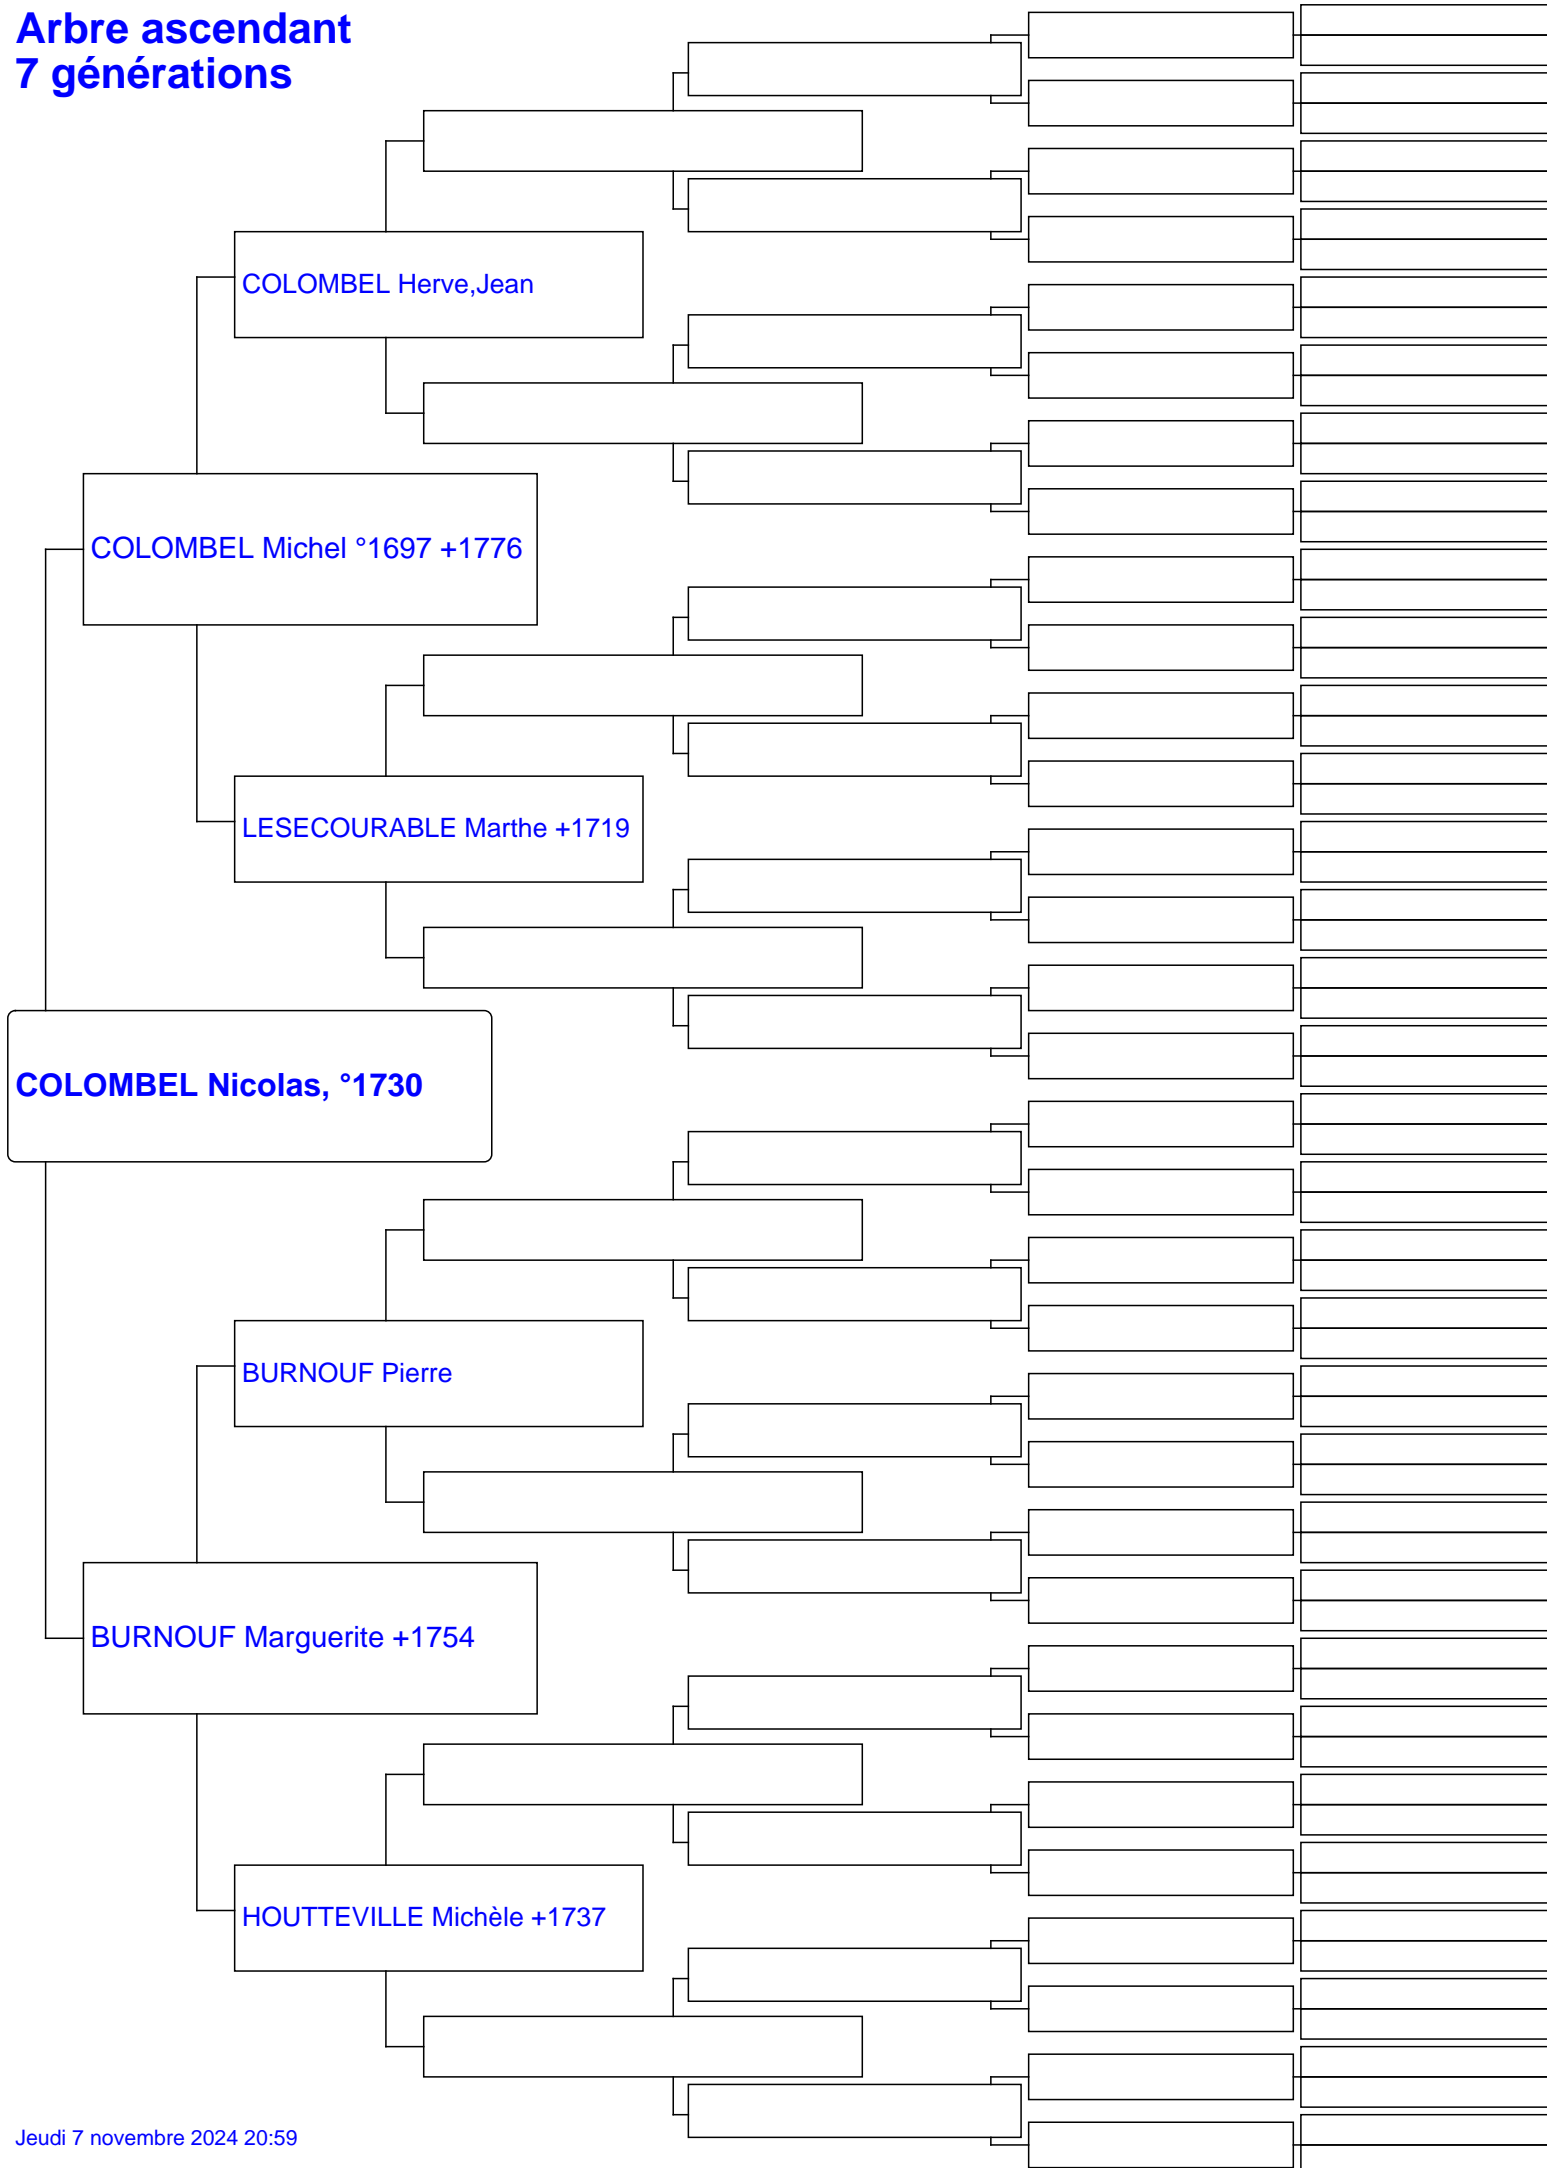 Arbre ascendant
7 générations
COLOMBEL Herve,Jean
COLOMBEL Michel °1697 +1776
LESECOURABLE Marthe +1719
COLOMBEL Nicolas, °1730
BURNOUF Pierre
BURNOUF Marguerite +1754
HOUTTEVILLE Michèle +1737
Jeudi 7 novembre 2024 20:59